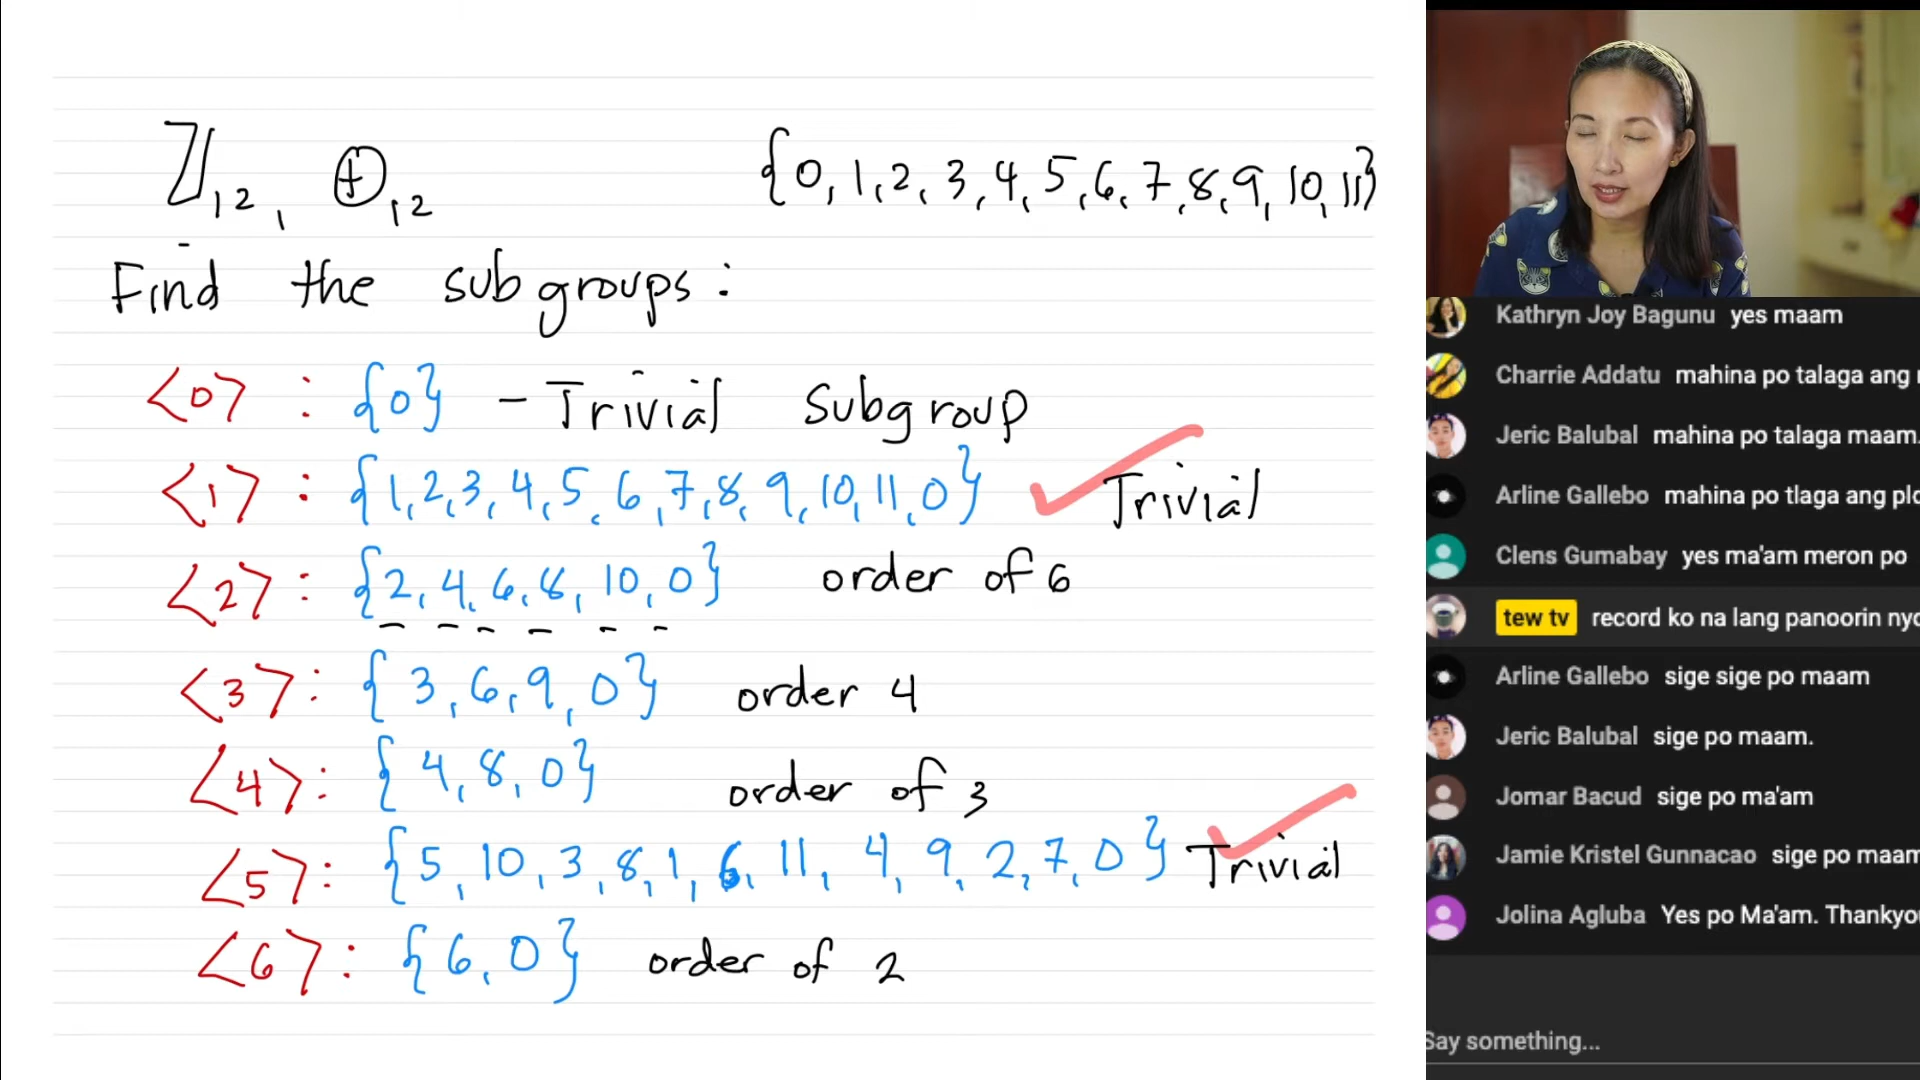 ℤ₁₂, ⊕₁₂ {0,1,2,3,4,5,6,7,8,9,10,11}
Find the subgroups:
<0> : {0} - Trivial Subgroup
<1> : {1,2,3,4,5,6,7,8,9,10,11,0} ✓ Trivial
<2> : {2,4,6,8,10,0} order of 6
<3> : {3,6,9,0} order 4
<4> : {4,8,0} order of 3
<5> : {5,10,3,8,1,6,11,4,9,2,7,0} Trivial ✓
<6> : {6,0} order of 2
Kathryn Joy Bagunu yes maam
Charrie Addatu mahina po talaga ang
Jeric Balubal mahina po talaga maam.
Arline Gallebo mahina po tlaga ang
Clens Gumabay yes ma'am meron po
tew tv record ko na lang panoorin
Arline Gallebo sige sige po maam
Jeric Balubal sige po maam.
Jomar Bacud sige po ma'am
Jamie Kristel Gunnacao sige po maam
Jolina Agluba Yes po Ma'am.
Say something...